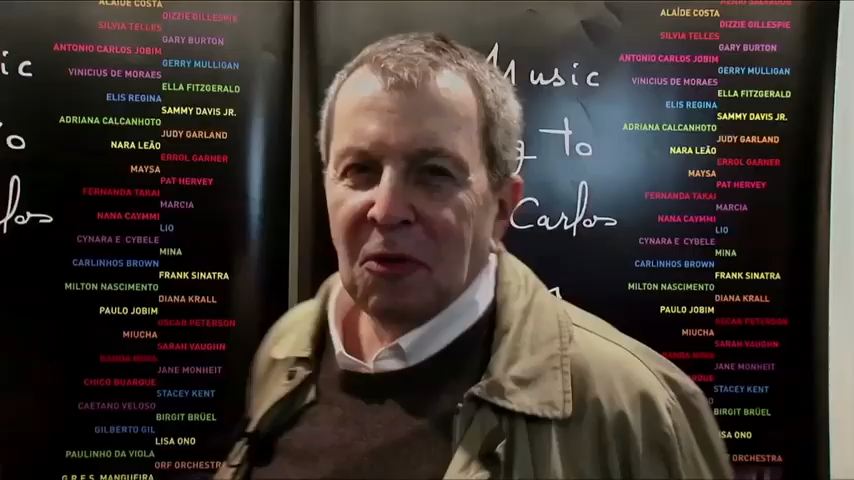 ALAÍDE COSTA
DIZZIE GILLESPIE
SILVIA TELLES
GARY BURTON
ANTONIO CARLOS JOBIM
GERRY MULLIGAN
VINICIUS DE MORAES
ELLA FITZGERALD
ELIS REGINA
SAMMY DAVIS JR.
ADRIANA CALCANHOTO
JUDY GARLAND
NARA LEÃO
ERROL GARNER
MAYSA
PAT HERVEY
FERNANDA TAKAI
MARCIA
NANA CAYMMI
LIO
CYNARA E CYBELE
MINA
CARLINHOS BROWN
FRANK SINATRA
MILTON NASCIMENTO
DIANA KRALL
PAULO JOBIM
OSCAR PETERSON
MIUCHA
SARAH VAUGHN
BANDA NOVA
JANE MONHEIT
CHICO BUARQUE
STACEY KENT
CAETANO VELOSO
BIRGIT BRÜEL
GILBERTO GIL
LISA ONO
PAULINHO DA VIOLA
ORF ORCHESTRA
G.R.E.S. MANGUEIRA
Music
to
Carlos
ALAÍDE COSTA
DIZZIE GILLESPIE
SILVIA TELLES
GARY BURTON
ANTONIO CARLOS JOBIM
GERRY MULLIGAN
VINICIUS DE MORAES
ELLA FITZGERALD
ELIS REGINA
SAMMY DAVIS JR.
ADRIANA CALCANHOTO
JUDY GARLAND
NARA LEÃO
ERROL GARNER
MAYSA
PAT HERVEY
FERNANDA TAKAI
MARCIA
NANA CAYMMI
LIO
CYNARA E CYBELE
MINA
CARLINHOS BROWN
FRANK SINATRA
MILTON NASCIMENTO
DIANA KRALL
PAULO JOBIM
OSCAR PETERSON
MIUCHA
SARAH VAUGHN
BANDA NOVA
JANE MONHEIT
STACEY KENT
BIRGIT BRÜEL
LISA ONO
ORCHESTRA